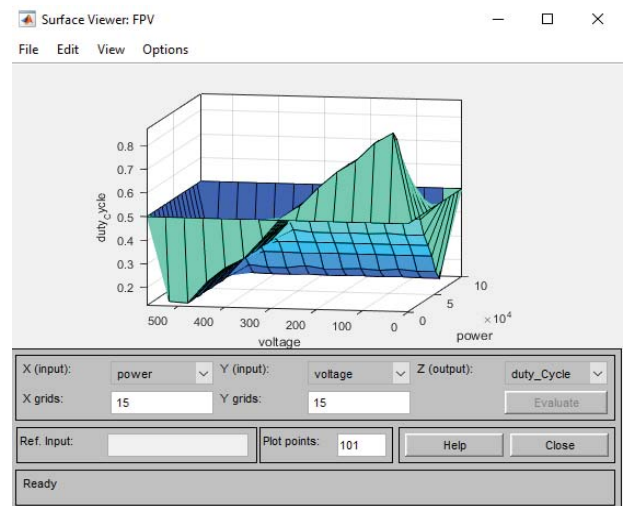 Surface Viewer: FPV
File Edit View Options
0.8
0.7
0.6
0.5
0.4
0.3
0.2
duty_Cycle
500 400 300 200 100 0
voltage
0 5 10
×10⁴
power
X (input): power Y (input): voltage Z (output): duty_Cycle
X grids: 15 Y grids: 15 Evaluate
Ref. Input: Plot points: 101 Help Close
Ready